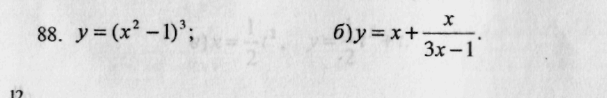 88. y = (x² − 1)³; б) y = x + x/(3x − 1).
12